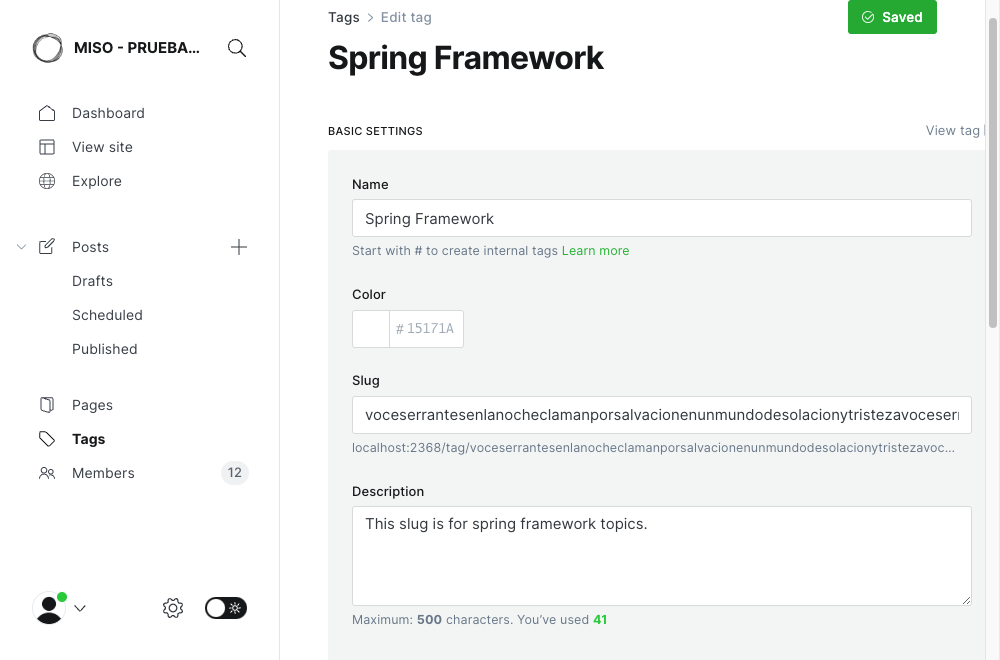 MISO - PRUEBA...
Dashboard
View site
Explore
Posts
Drafts
Scheduled
Published
Pages
Tags
Members 12
Tags > Edit tag
Saved
Spring Framework
BASIC SETTINGS
View tag
Name
Spring Framework
Start with # to create internal tags Learn more
Color
# 15171A
Slug
voceserrantesenlanocheclamanporsalvacionenunmundodesolacionytristezavoceserr
localhost:2368/tag/voceserrantesenlanocheclamanporsalvacionenunmundodesolacionytristezavoc...
Description
This slug is for spring framework topics.
Maximum: 500 characters. You've used 41